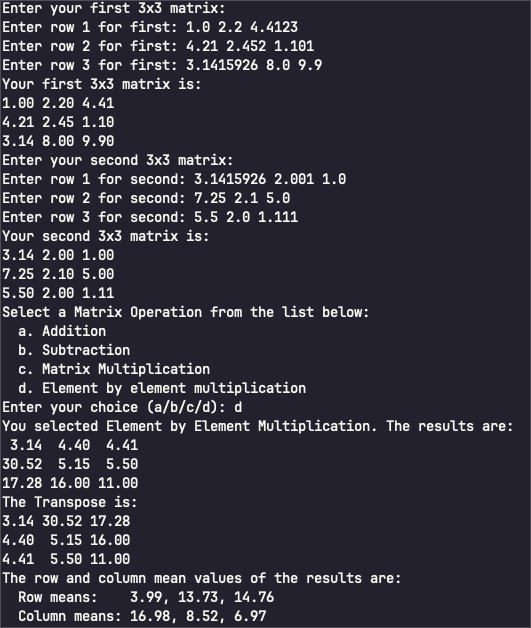 Enter your first 3x3 matrix:
Enter row 1 for first: 1.0 2.2 4.4123
Enter row 2 for first: 4.21 2.452 1.101
Enter row 3 for first: 3.1415926 8.0 9.9
Your first 3x3 matrix is:
1.00 2.20 4.41
4.21 2.45 1.10
3.14 8.00 9.90
Enter your second 3x3 matrix:
Enter row 1 for second: 3.1415926 2.001 1.0
Enter row 2 for second: 7.25 2.1 5.0
Enter row 3 for second: 5.5 2.0 1.111
Your second 3x3 matrix is:
3.14 2.00 1.00
7.25 2.10 5.00
5.50 2.00 1.11
Select a Matrix Operation from the list below:
  a. Addition
  b. Subtraction
  c. Matrix Multiplication
  d. Element by element multiplication
Enter your choice (a/b/c/d): d
You selected Element by Element Multiplication. The results are:
 3.14  4.40  4.41
30.52  5.15  5.50
17.28 16.00 11.00
The Transpose is:
3.14 30.52 17.28
4.40  5.15 16.00
4.41  5.50 11.00
The row and column mean values of the results are:
  Row means:    3.99, 13.73, 14.76
  Column means: 16.98, 8.52, 6.97